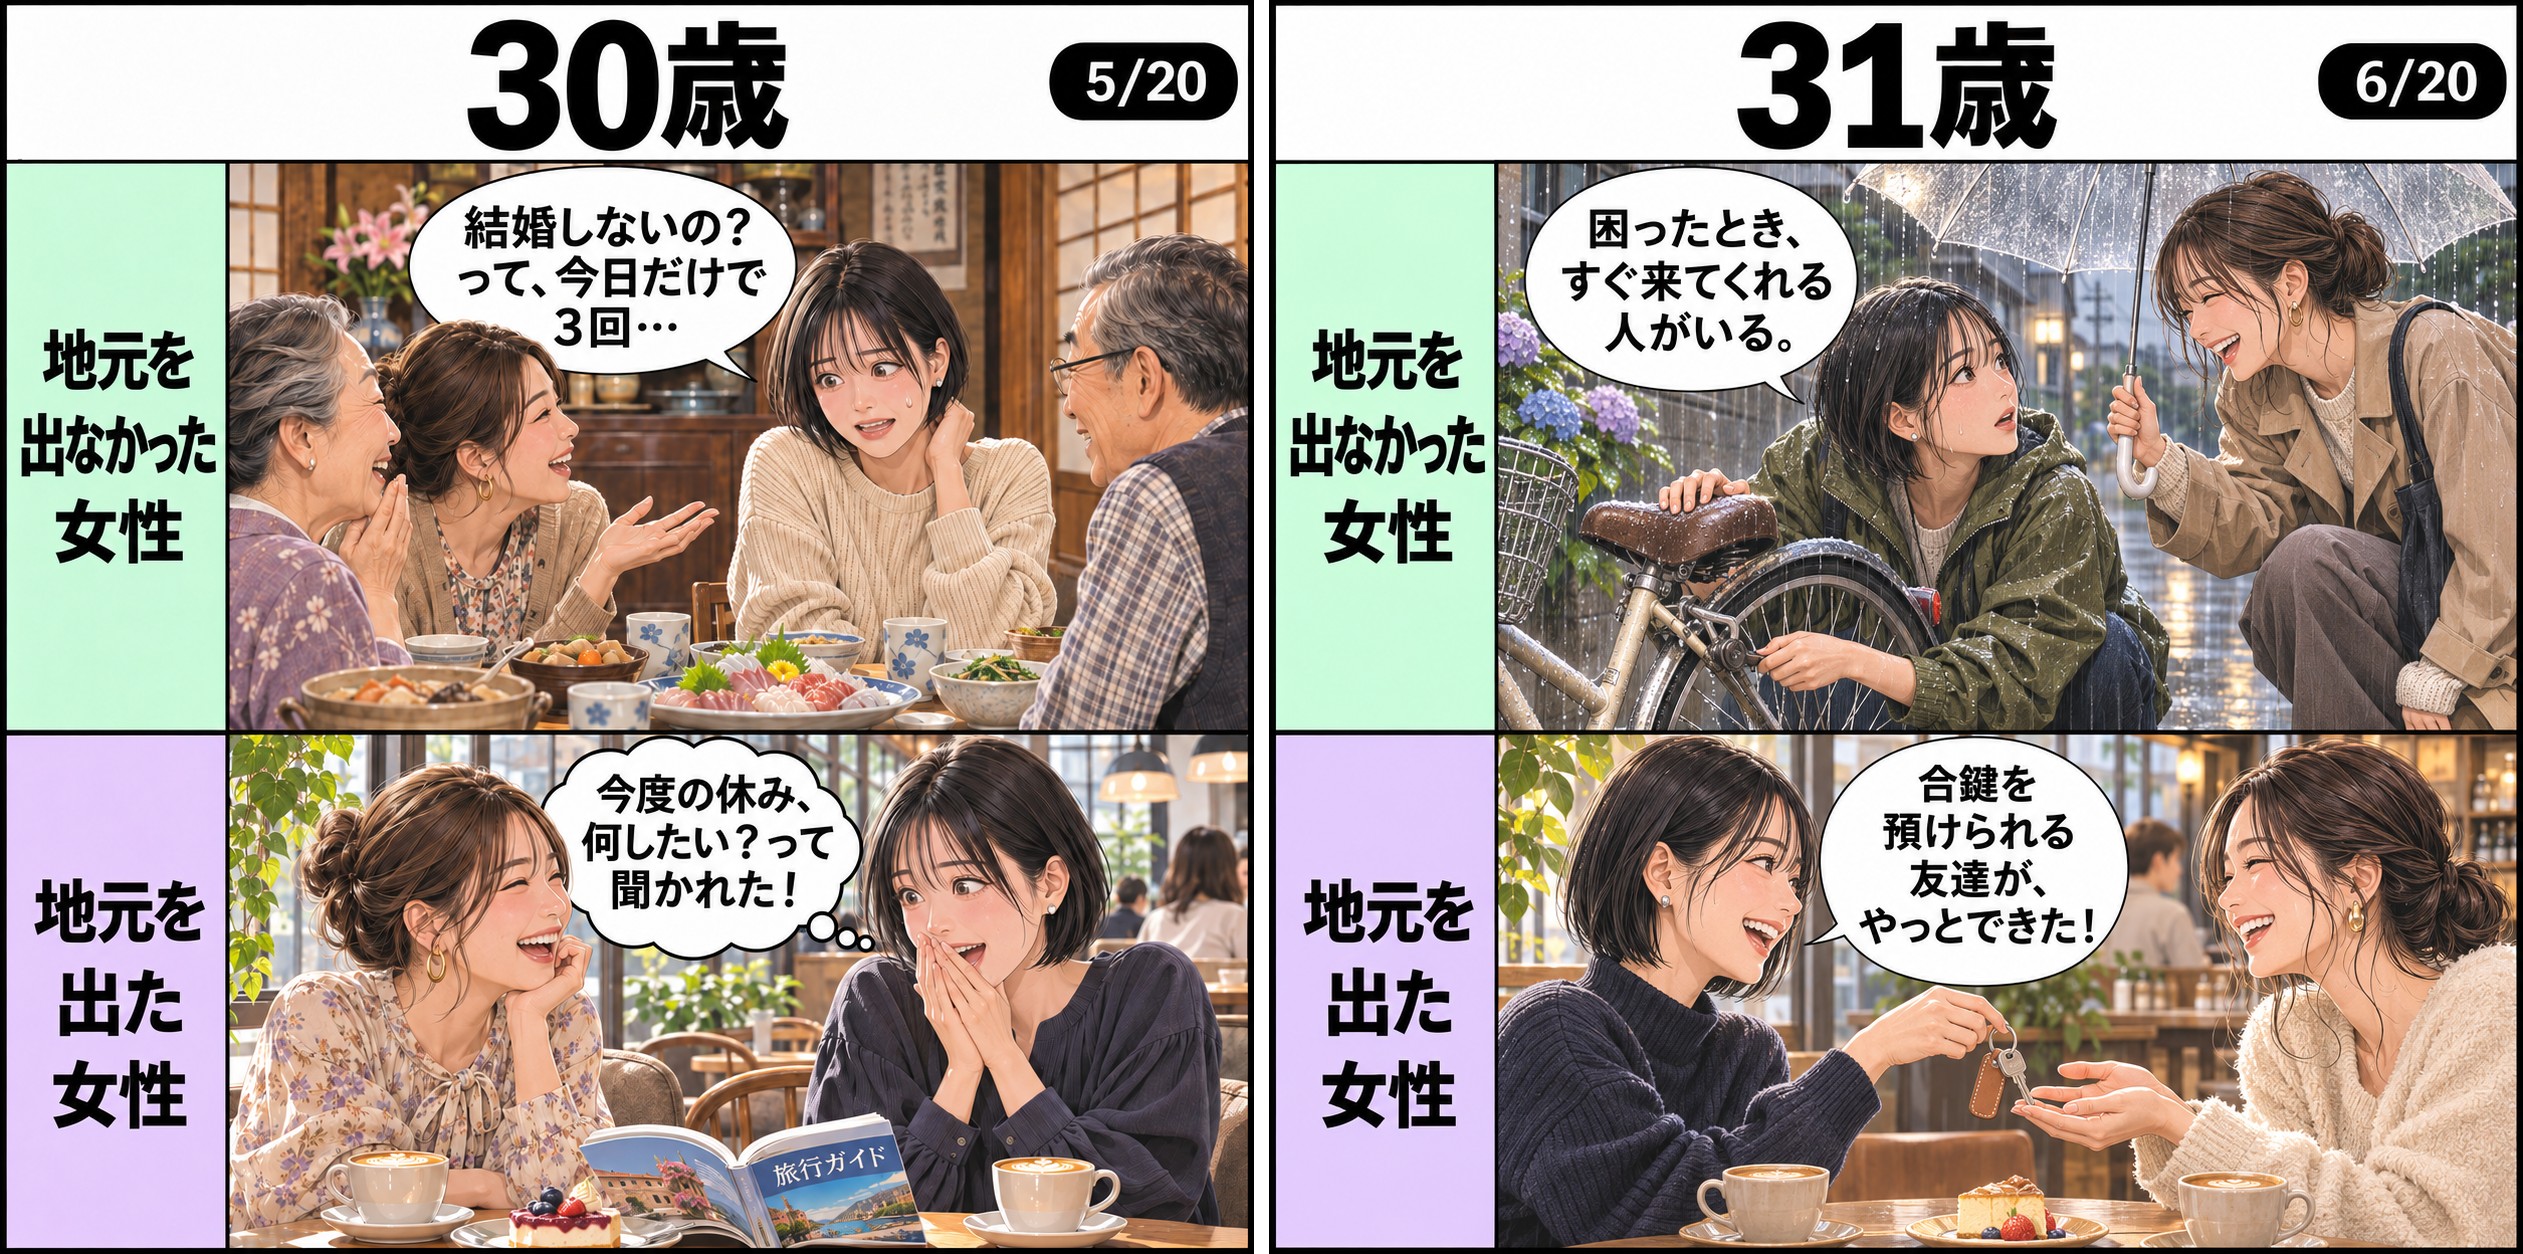 30歳
5/20
地元を
出なかった
女性
結婚しないの？
って、今日だけで
3回…
地元を
出た
女性
今度の休み、
何したい？って
聞かれた！
旅行ガイド
31歳
6/20
地元を
出なかった
女性
困ったとき、
すぐ来てくれる
人がいる。
地元を
出た
女性
合鍵を
預けられる
友達が、
やっとできた！